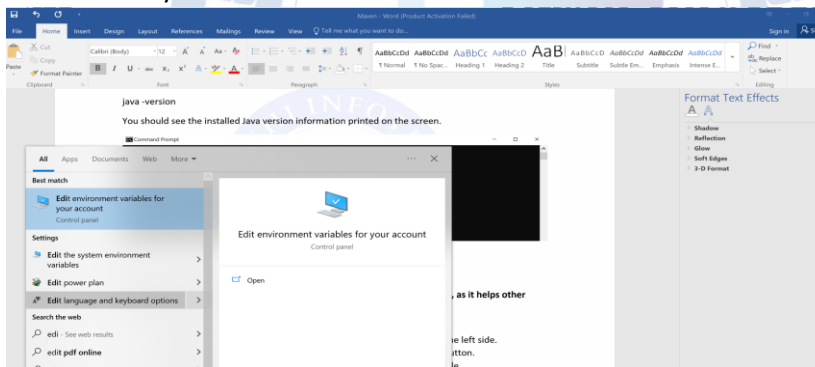 Maven - Word (Product Activation Failed)
File Home Insert Design Layout References Mailings Review View Tell me what you want to do... Sign in
Cut
Copy
Paste
Format Painter
Calibri (Body) 12
AaBbCcDd AaBbCcDd AaBbCc AaBbCcD AaB AaBbCcD AaBbCcDd AaBbCcDd AaBbCcDd
¶ Normal ¶ No Spac... Heading 1 Heading 2 Title Subtitle Subtle Em... Emphasis Intense E...
Find
Replace
Select
Clipboard Font Paragraph Styles Editing
java -version
You should see the installed Java version information printed on the screen.
Command Prompt
All Apps Documents Web More
Best match
Edit environment variables for
your account
Control panel
Settings
Edit the system environment
variables
Edit power plan
Edit language and keyboard options
Search the web
edi - See web results
edit pdf online
Edit environment variables for your account
Control panel
Open
, as it helps other
left side.
Format Text Effects
Shadow
Reflection
Glow
Soft Edges
3-D Format